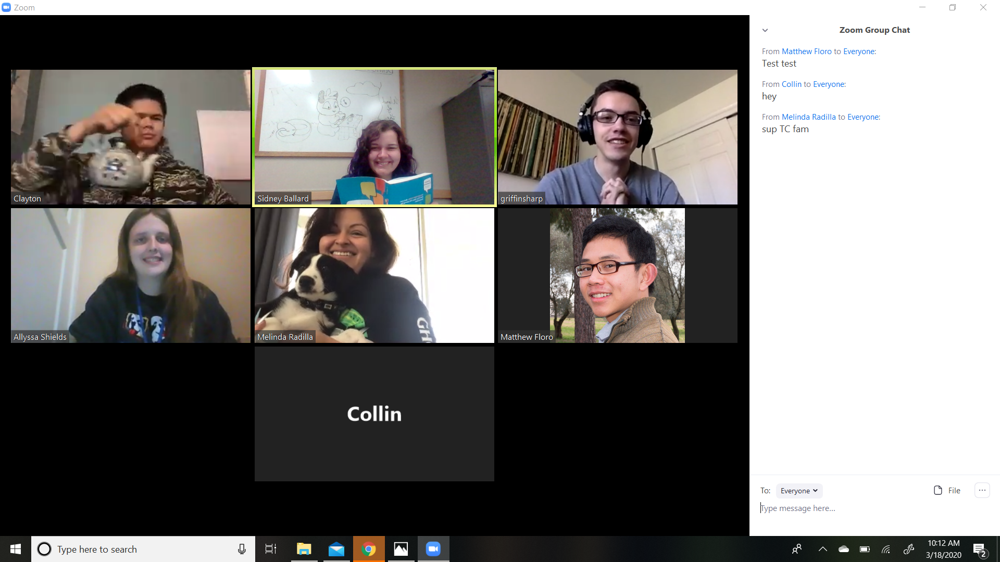 Zoom
Zoom Group Chat
From Matthew Floro to Everyone:
Test test
From Collin to Everyone:
hey
From Melinda Radilla to Everyone:
sup TC fam
Clayton
Sidney Ballard
griffinsharp
Allyssa Shields
Melinda Radilla
Matthew Floro
Collin
To: Everyone
File
Type message here...
Type here to search
10:12 AM
3/18/2020
2